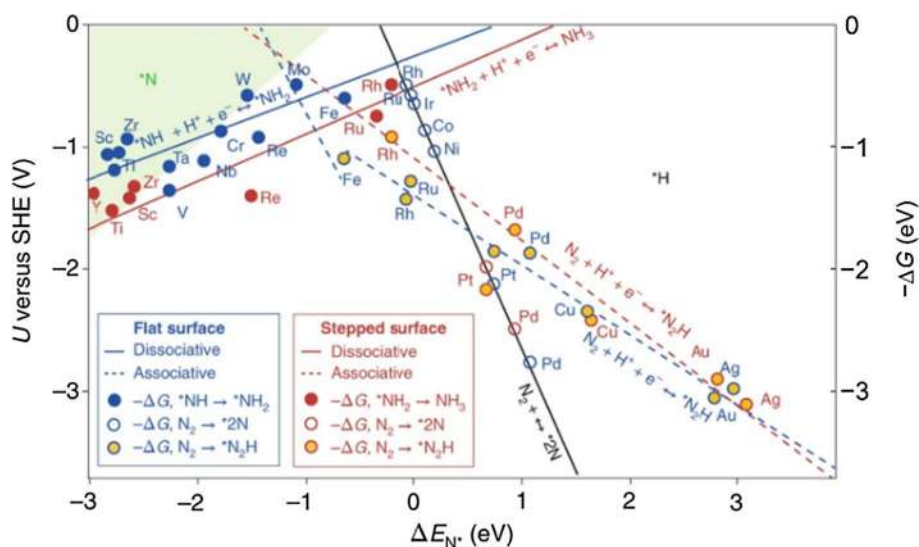 0
−1
−2
−3
U versus SHE (V)
0
−1
−2
−3
−ΔG (eV)
−3
−2
−1
0
1
2
3
ΔE_N* (eV)
*N
*H
*NH + H⁺ + e⁻ ↔ *NH₂
*NH₂ + H⁺ + e⁻ ↔ NH₃
N₂ + H⁺ + e⁻ ↔ *N₂H
N₂ + H⁺ + e⁻ ↔ *N₂H
N₂ + ↔ *2N
W
Mo
Rh
Rh
Ru
Ir
Zr
Sc
Fe
Ru
Co
Ti
Ta
Cr
Re
Rh
Ni
Nb
*Fe
Ru
Zr
Y
Sc
V
Re
Rh
Ti
Pd
Pd
Pt
Pt
Pd
Cu
Cu
Pd
Au
Ag
Ag
Au
Flat surface
Dissociative
Associative
−ΔG, *NH → *NH₂
−ΔG, N₂ → *2N
−ΔG, N₂ → *N₂H
Stepped surface
Dissociative
Associative
−ΔG, *NH₂ → NH₃
−ΔG, N₂ → *2N
−ΔG, N₂ → *N₂H